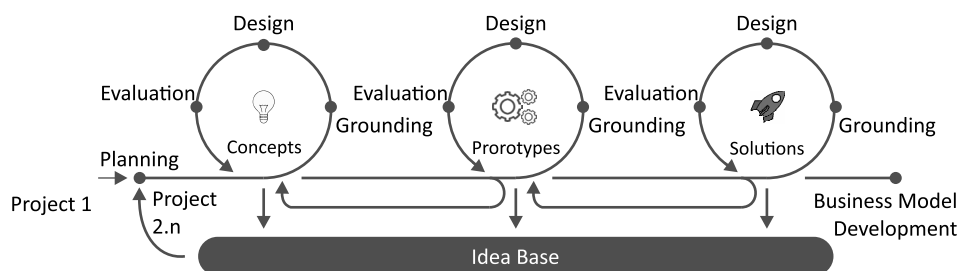 Design
Design
Design
Evaluation
Evaluation
Evaluation
Grounding
Grounding
Grounding
Concepts
Prorotypes
Solutions
Planning
Project 1
Project
2.n
Business Model
Development
Idea Base